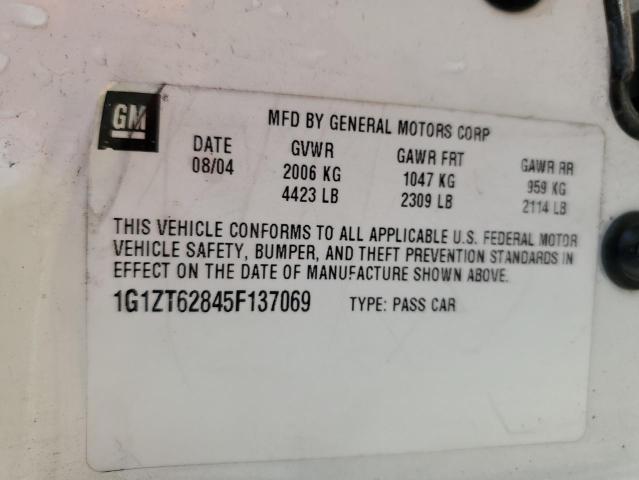 GM
MFD BY GENERAL MOTORS CORP
DATE GVWR GAWR FRT GAWR RR
08/04 2006 KG 1047 KG 959 KG
4423 LB 2309 LB 2114 LB
THIS VEHICLE CONFORMS TO ALL APPLICABLE U.S. FEDERAL MOTOR
VEHICLE SAFETY, BUMPER, AND THEFT PREVENTION STANDARDS IN
EFFECT ON THE DATE OF MANUFACTURE SHOWN ABOVE.
1G1ZT62845F137069 TYPE: PASS CAR